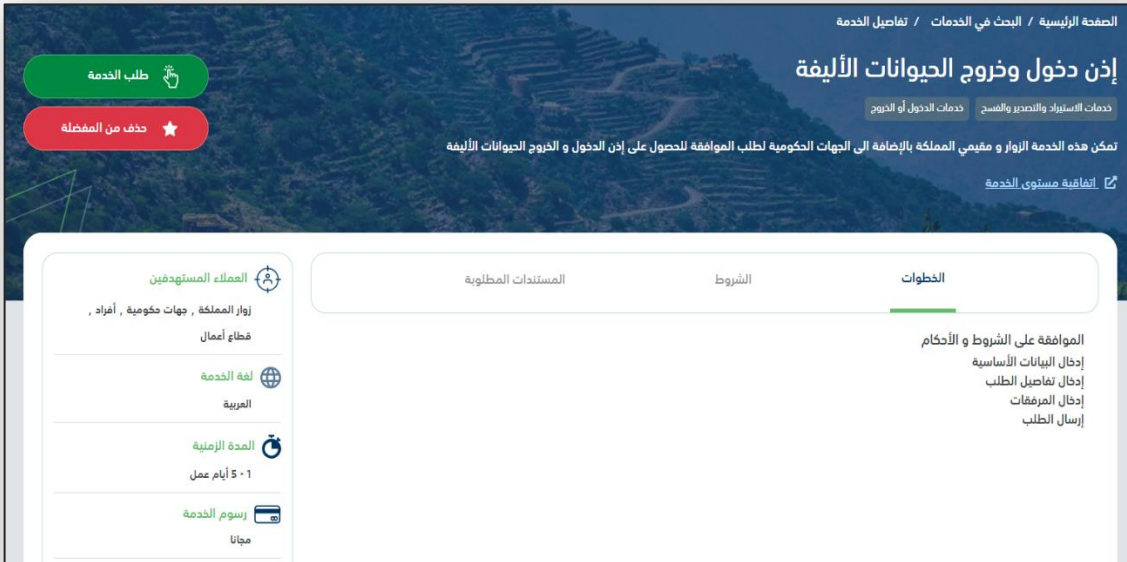 الصفحة الرئيسية / البحث في الخدمات / تفاصيل الخدمة
إذن دخول وخروج الحيوانات الأليفة
خدمات الدخول أو الخروج
خدمات الاستيراد والتصدير والفسح
تمكن هذه الخدمة الزوار و مقيمي المملكة بالإضافة الى الجهات الحكومية لطلب الموافقة للحصول على إذن الدخول و الخروج الحيوانات الأليفة
اتفاقية مستوى الخدمة
طلب الخدمة
حذف من المفضلة
الخطوات
الشروط
المستندات المطلوبة
الموافقة على الشروط و الأحكام
إدخال البيانات الأساسية
إدخال تفاصيل الطلب
إدخال المرفقات
إرسال الطلب
العملاء المستهدفين
زوار المملكة , جهات حكومية , أفراد ,
قطاع أعمال
لغة الخدمة
العربية
المدة الزمنية
1 - 5 أيام عمل
رسوم الخدمة
مجانا